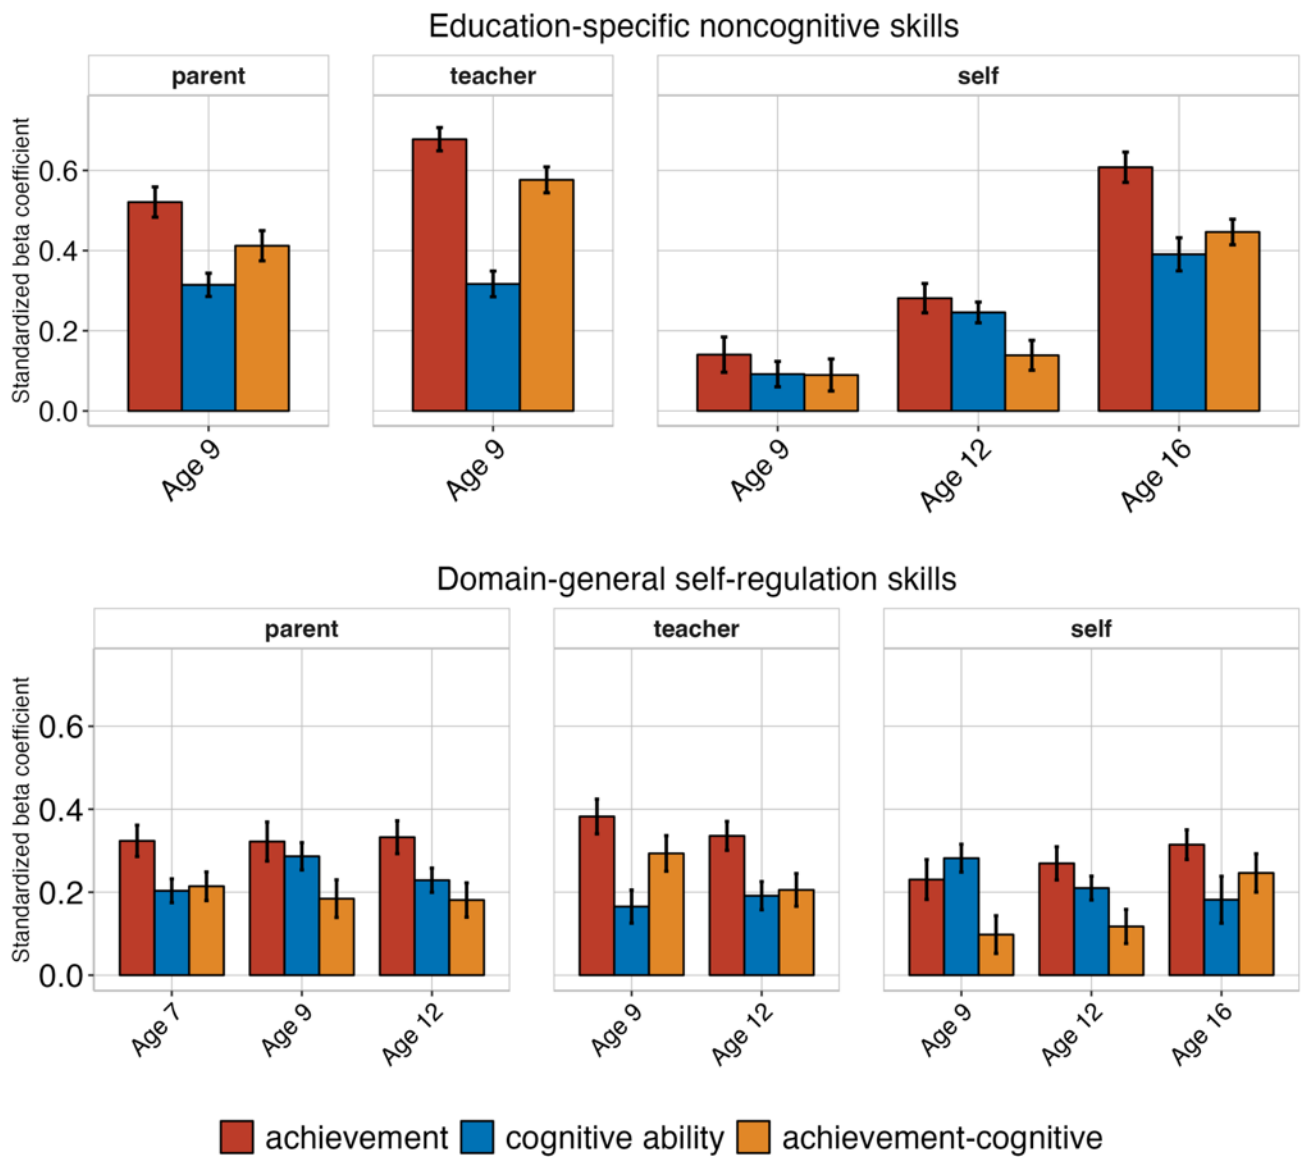 Education-specific noncognitive skills
parent
teacher
self
Standardized beta coefficient
0.6
0.4
0.2
0.0
Age 9
Age 9
Age 9
Age 12
Age 16
Domain-general self-regulation skills
parent
teacher
self
Standardized beta coefficient
0.6
0.4
0.2
0.0
Age 7
Age 9
Age 12
Age 9
Age 12
Age 9
Age 12
Age 16
achievement
cognitive ability
achievement-cognitive